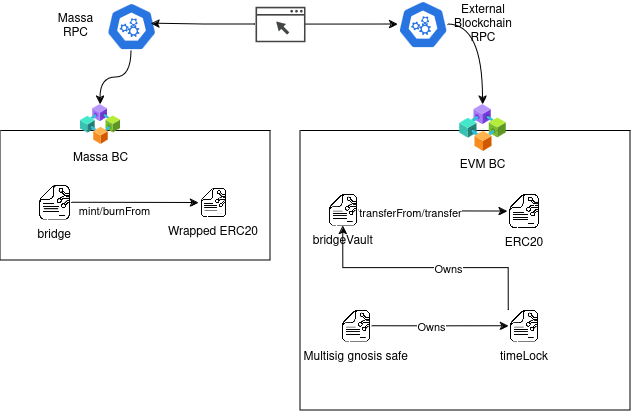 Massa
RPC
External
Blockchain
RPC
Massa BC
EVM BC
mint/burnFrom
bridge
Wrapped ERC20
transferFrom/transfer
bridgeVault
ERC20
Owns
Owns
Multisig gnosis safe
timeLock